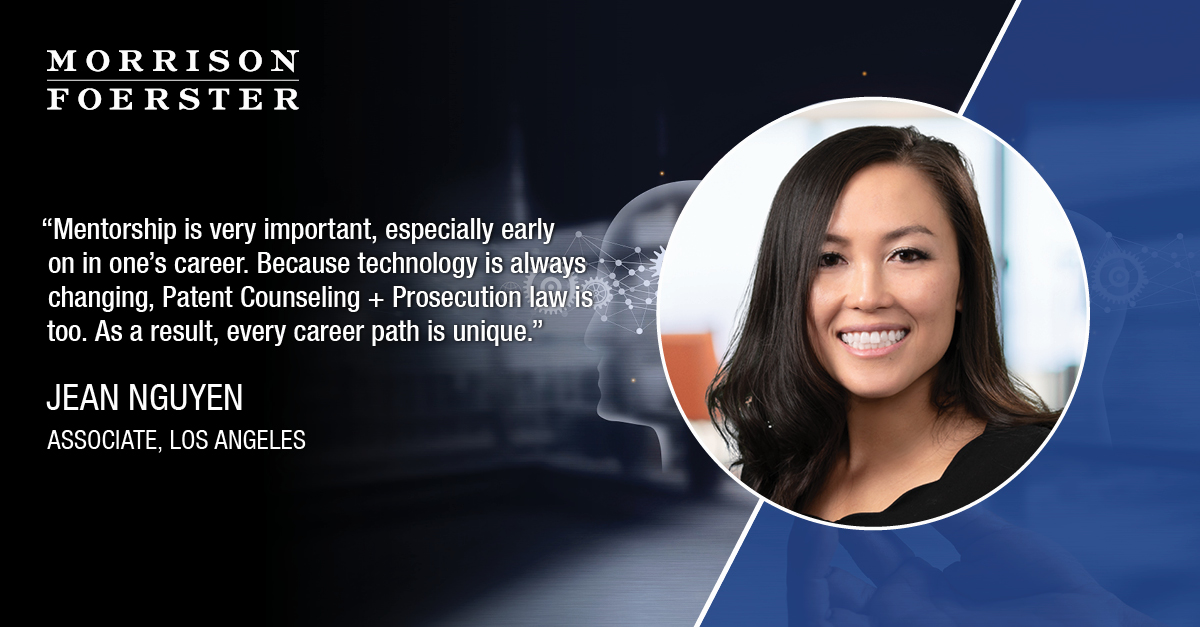 MORRISON
FOERSTER
“Mentorship is very important, especially early
on in one’s career. Because technology is always
changing, Patent Counseling + Prosecution law is
too. As a result, every career path is unique.”
JEAN NGUYEN
ASSOCIATE, LOS ANGELES